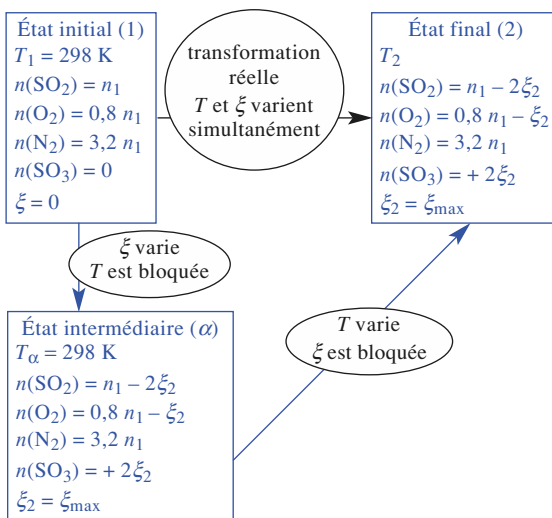 État initial (1)
T₁ = 298 K
n(SO₂) = n₁
n(O₂) = 0,8 n₁
n(N₂) = 3,2 n₁
n(SO₃) = 0
ξ = 0
transformation
réelle
T et ξ varient
simultanément
État final (2)
T₂
n(SO₂) = n₁ – 2ξ₂
n(O₂) = 0,8 n₁ – ξ₂
n(N₂) = 3,2 n₁
n(SO₃) = + 2ξ₂
ξ₂ = ξmax
ξ varie
T est bloquée
État intermédiaire (α)
Tα = 298 K
n(SO₂) = n₁ – 2ξ₂
n(O₂) = 0,8 n₁ – ξ₂
n(N₂) = 3,2 n₁
n(SO₃) = + 2ξ₂
ξ₂ = ξmax
T varie
ξ est bloquée